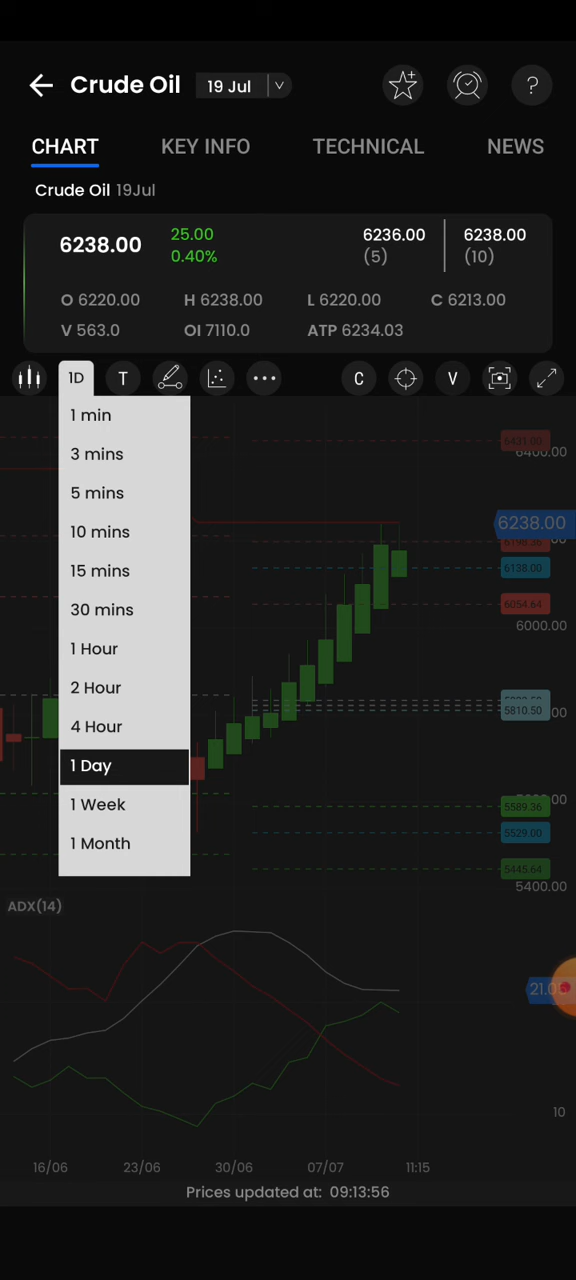 Crude Oil 19 Jul
?
CHART KEY INFO TECHNICAL NEWS
Crude Oil 19Jul
6238.00 25.00 6236.00 6238.00
0.40% (5) (10)
O 6220.00 H 6238.00 L 6220.00 C 6213.00
V 563.0 OI 7110.0 ATP 6234.03
1D T C V
1 min
3 mins
5 mins
10 mins
15 mins
30 mins
1 Hour
2 Hour
4 Hour
1 Day
1 Week
1 Month
6431.00
6400.00
6238.00
6198.36
6138.00
6054.64
6000.00
5810.50
5589.36
5529.00
5445.64
5400.00
ADX(14)
10
16/06 23/06 30/06 07/07 11:15
Prices updated at: 09:13:56